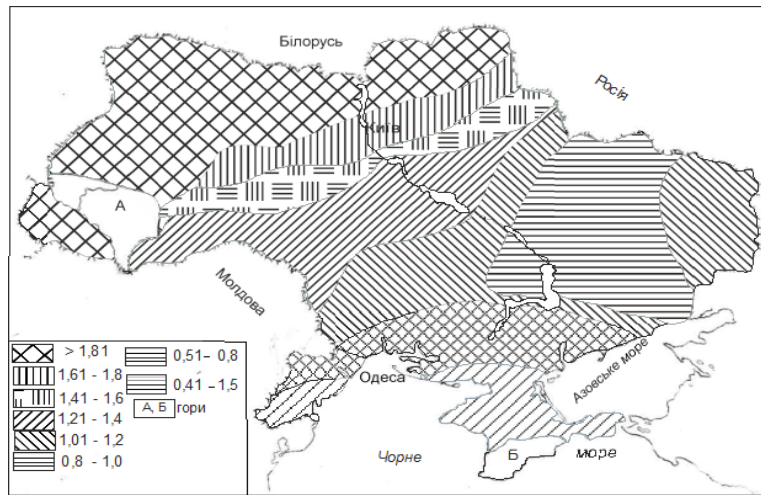 Білорусь
Росія
Київ
А
Молдова
Одеса
Азовське море
Чорне
море
Б
> 1,81
0,51– 0,8
1,61 - 1,8
0,41 –1,5
1,41 - 1,6
А, Б гори
1,21 - 1,4
1,01 - 1,2
0,8 - 1,0